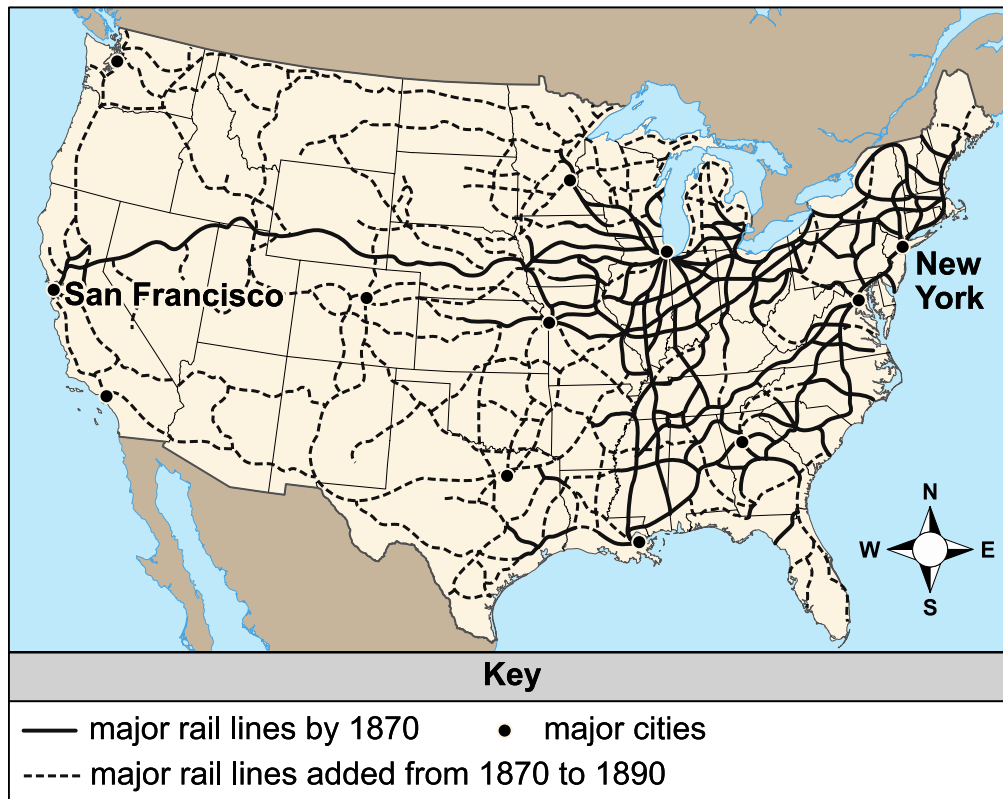 San Francisco
New
York
N
W E
S
Key
major rail lines by 1870
major cities
major rail lines added from 1870 to 1890